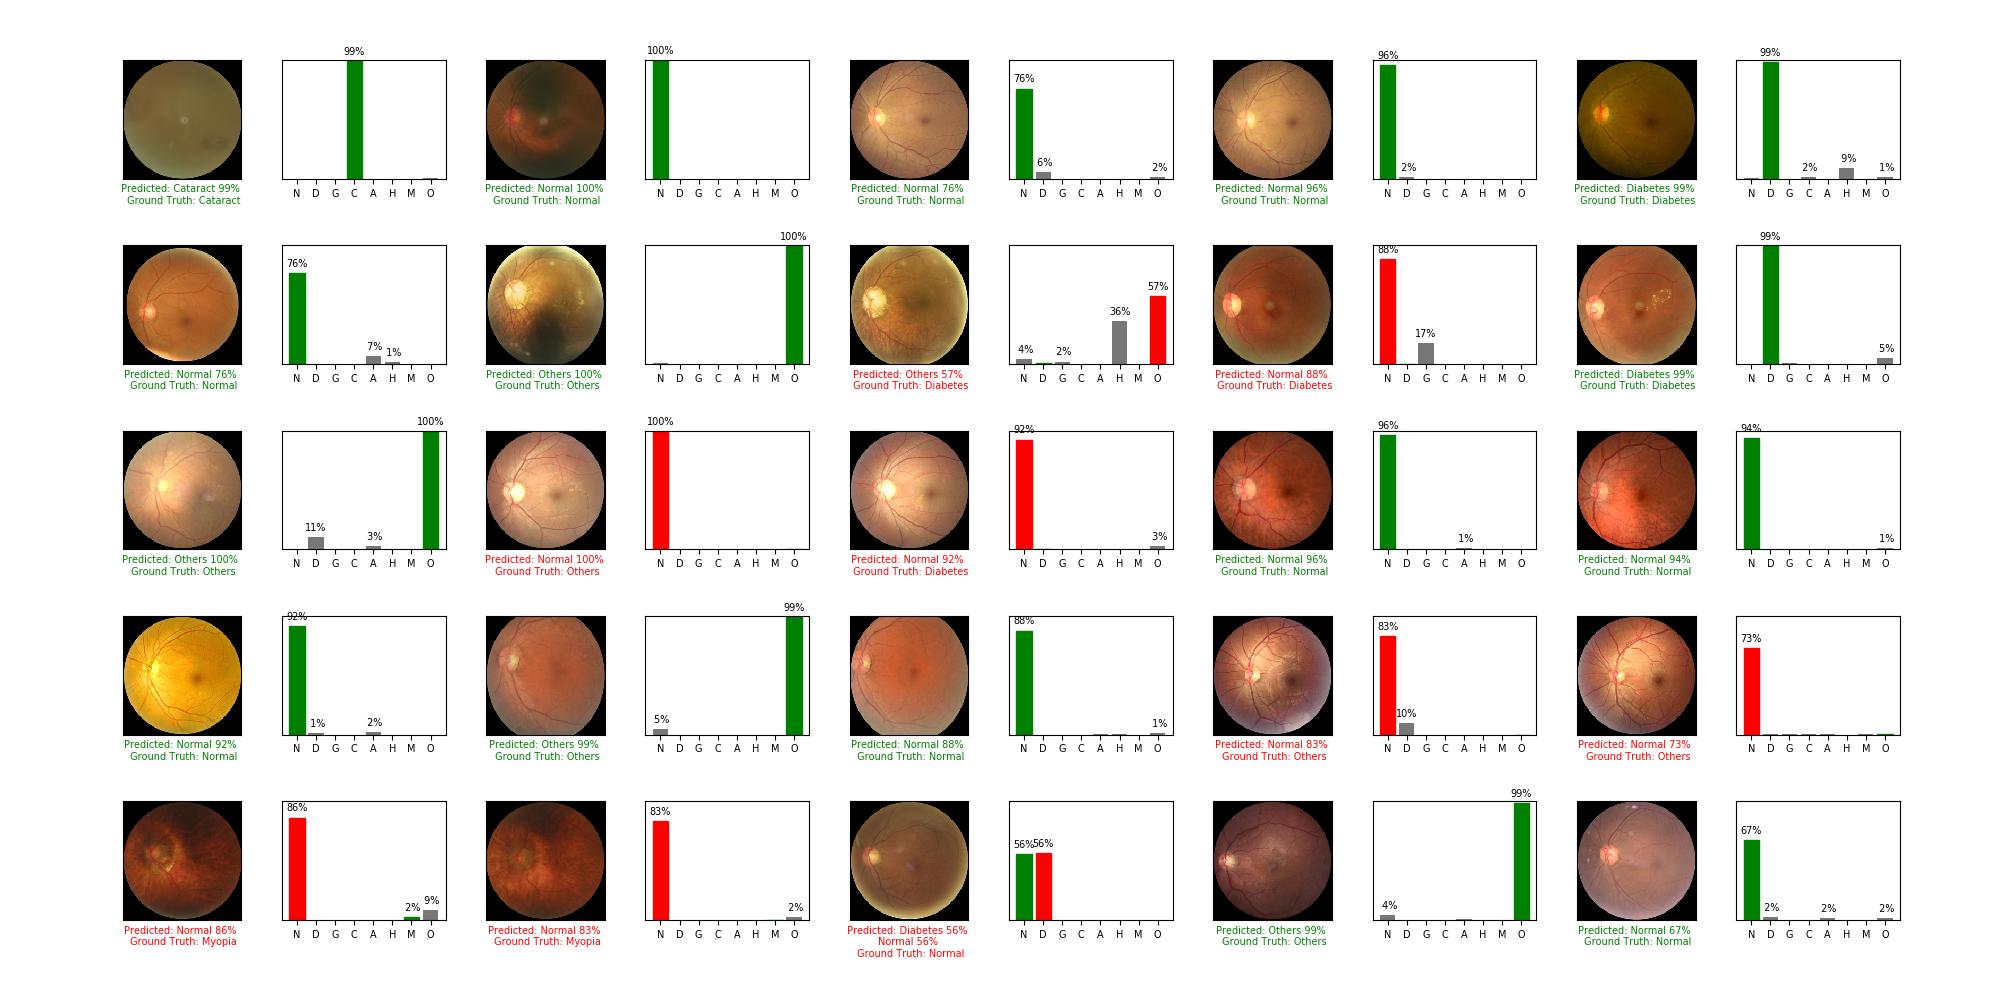 99%
N D G C A H M O
Predicted: Cataract 99%
Ground Truth: Cataract
100%
N D G C A H M O
Predicted: Normal 100%
Ground Truth: Normal
76% 6% 2%
N D G C A H M O
Predicted: Normal 76%
Ground Truth: Normal
96% 2%
N D G C A H M O
Predicted: Normal 96%
Ground Truth: Normal
99% 2% 9% 1%
N D G C A H M O
Predicted: Diabetes 99%
Ground Truth: Diabetes
76% 7% 1%
N D G C A H M O
Predicted: Normal 76%
Ground Truth: Normal
100%
N D G C A H M O
Predicted: Others 100%
Ground Truth: Others
4% 2% 36% 57%
N D G C A H M O
Predicted: Others 57%
Ground Truth: Diabetes
88% 17%
N D G C A H M O
Predicted: Normal 88%
Ground Truth: Diabetes
99% 5%
N D G C A H M O
Predicted: Diabetes 99%
Ground Truth: Diabetes
11% 3% 100%
N D G C A H M O
Predicted: Others 100%
Ground Truth: Others
100%
N D G C A H M O
Predicted: Normal 100%
Ground Truth: Others
92% 3%
N D G C A H M O
Predicted: Normal 92%
Ground Truth: Diabetes
96% 1%
N D G C A H M O
Predicted: Normal 96%
Ground Truth: Normal
94% 1%
N D G C A H M O
Predicted: Normal 94%
Ground Truth: Normal
92% 1% 2%
N D G C A H M O
Predicted: Normal 92%
Ground Truth: Normal
5% 99%
N D G C A H M O
Predicted: Others 99%
Ground Truth: Others
88% 1%
N D G C A H M O
Predicted: Normal 88%
Ground Truth: Normal
83% 10%
N D G C A H M O
Predicted: Normal 83%
Ground Truth: Others
73%
N D G C A H M O
Predicted: Normal 73%
Ground Truth: Others
86% 2% 9%
N D G C A H M O
Predicted: Normal 86%
Ground Truth: Myopia
83% 2%
N D G C A H M O
Predicted: Normal 83%
Ground Truth: Myopia
56% 56%
N D G C A H M O
Predicted: Diabetes 56%
Normal 56%
Ground Truth: Normal
4% 99%
N D G C A H M O
Predicted: Others 99%
Ground Truth: Others
67% 2% 2% 2%
N D G C A H M O
Predicted: Normal 67%
Ground Truth: Normal